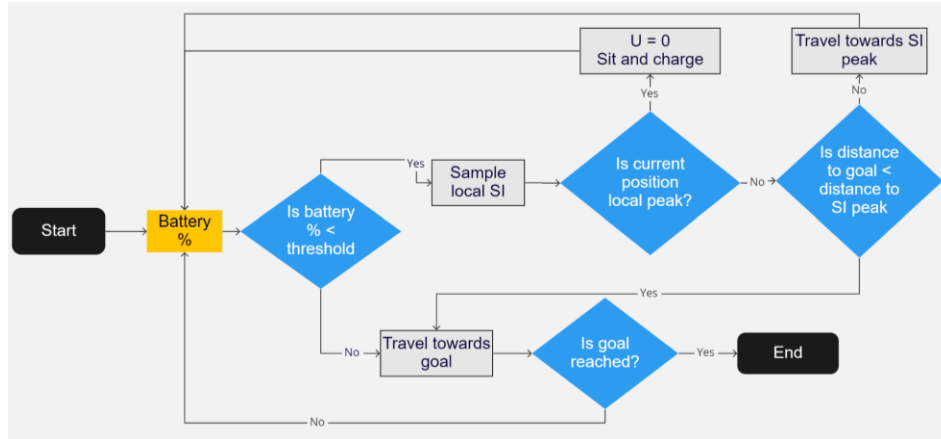 U = 0
Sit and charge
Travel towards SI
peak
Yes
No
Yes
Sample
local SI
Is current
position
local peak?
No
Is distance
to goal <
distance to
SI peak
Start
Battery
%
Is battery
% <
threshold
Yes
No
Travel towards
goal
Is goal
reached?
Yes
End
No